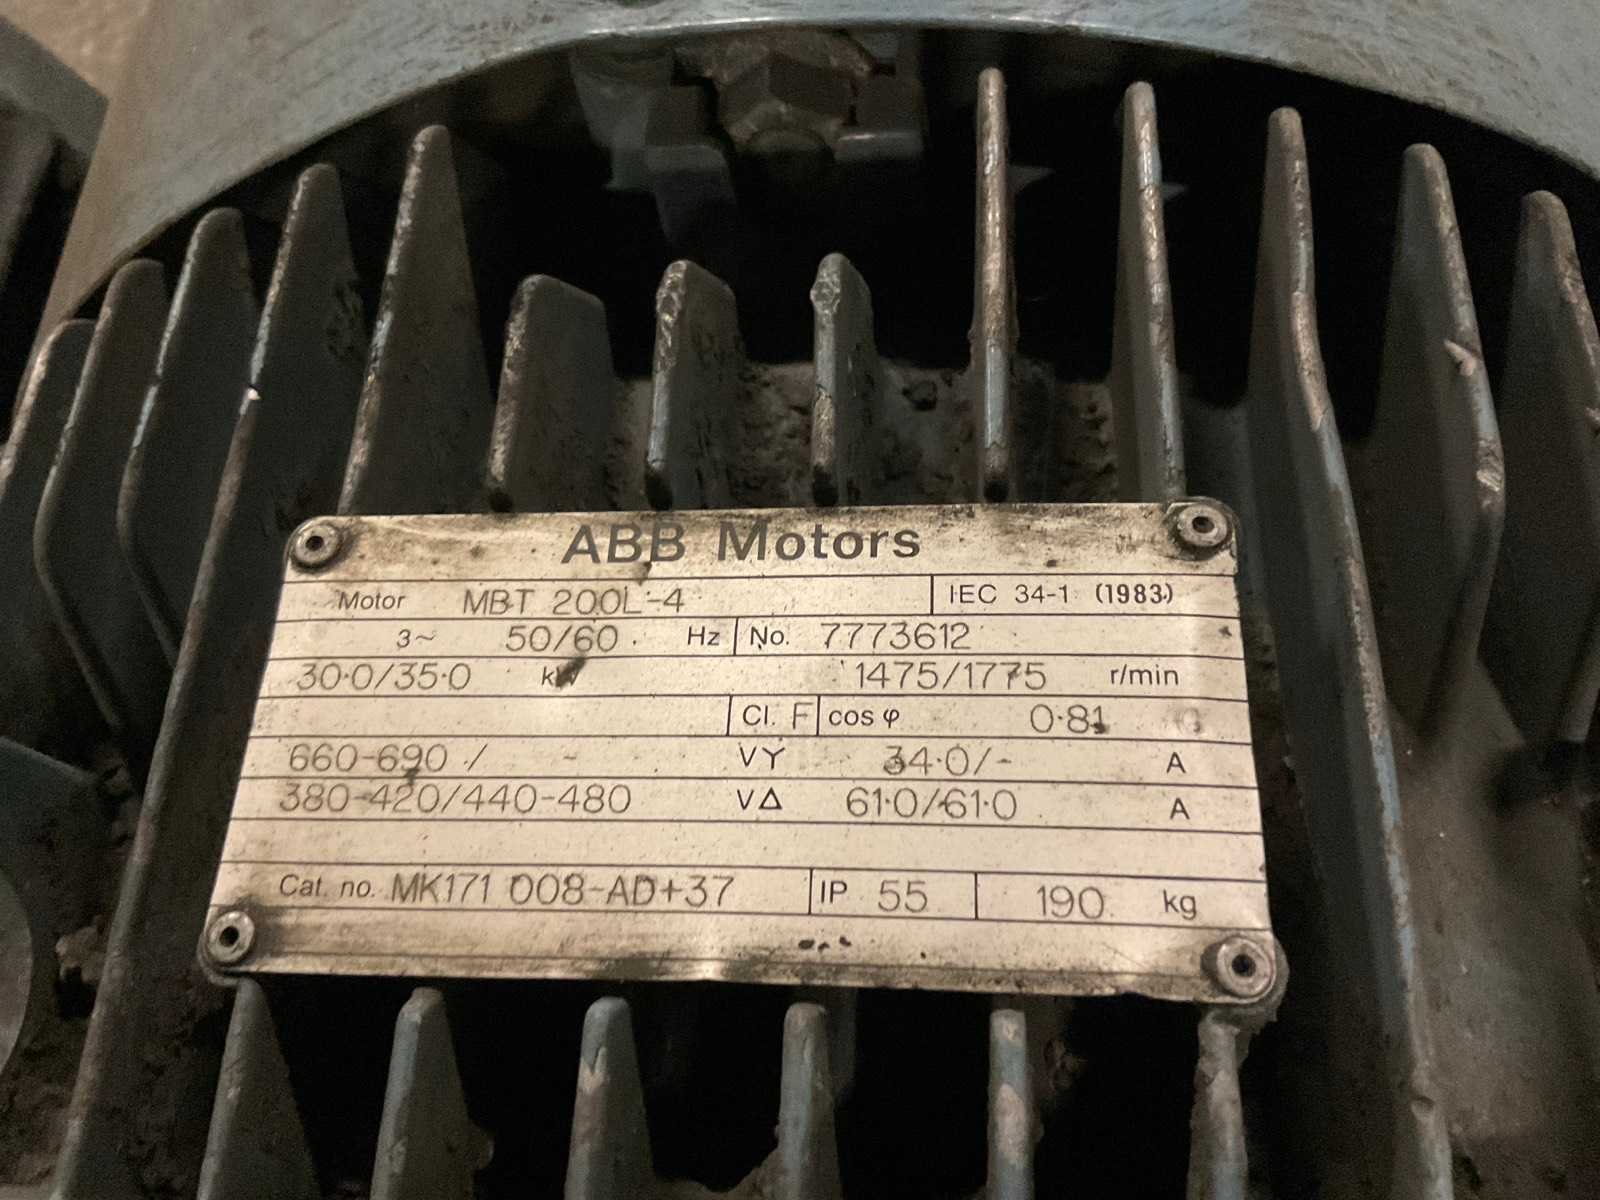 ABB Motors
Motor MBT 200L-4 IEC 34-1 (1983)
3~ 50/60 Hz No. 7773612
30·0/35·0 kW 1475/1775 r/min
Cl. F cos φ 0·81
660-690 / - VY 34·0/- A
380-420/440-480 VΔ 61·0/61·0 A
Cat. no. MK171 008-AD+37 IP 55 190 kg